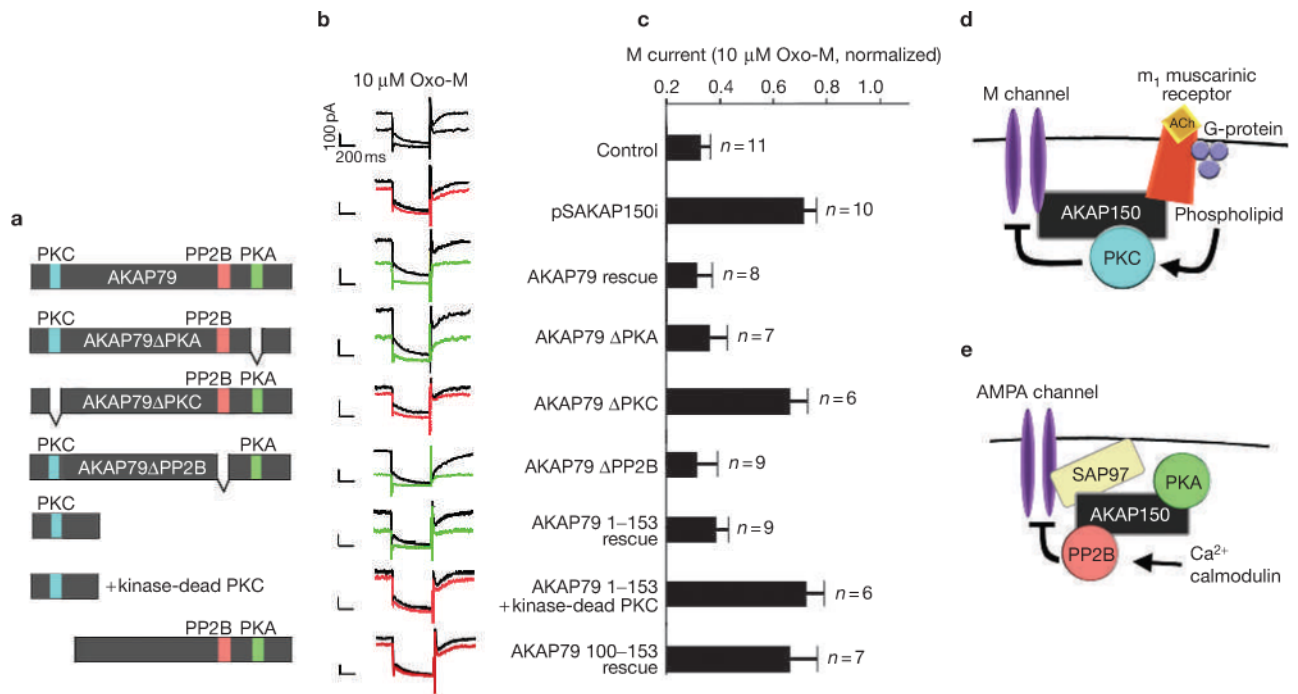 a
PKC
PP2B
PKA
AKAP79
PKC
PP2B
AKAP79ΔPKA
PP2B
PKA
AKAP79ΔPKC
PKC
PKA
AKAP79ΔPP2B
PKC
+kinase-dead PKC
PP2B
PKA
b
10 μM Oxo-M
100 pA
200 ms
c
M current (10 μM Oxo-M, normalized)
0.2 0.4 0.6 0.8 1.0
Control
n = 11
pSAKAP150i
n = 10
AKAP79 rescue
n = 8
AKAP79 ΔPKA
n = 7
AKAP79 ΔPKC
n = 6
AKAP79 ΔPP2B
n = 9
AKAP79 1–153
rescue
n = 9
AKAP79 1–153
+kinase-dead PKC
n = 6
AKAP79 100–153
rescue
n = 7
d
M channel
m1 muscarinic
receptor
ACh
G-protein
AKAP150
Phospholipid
PKC
e
AMPA channel
SAP97
PKA
AKAP150
PP2B
Ca2+
calmodulin